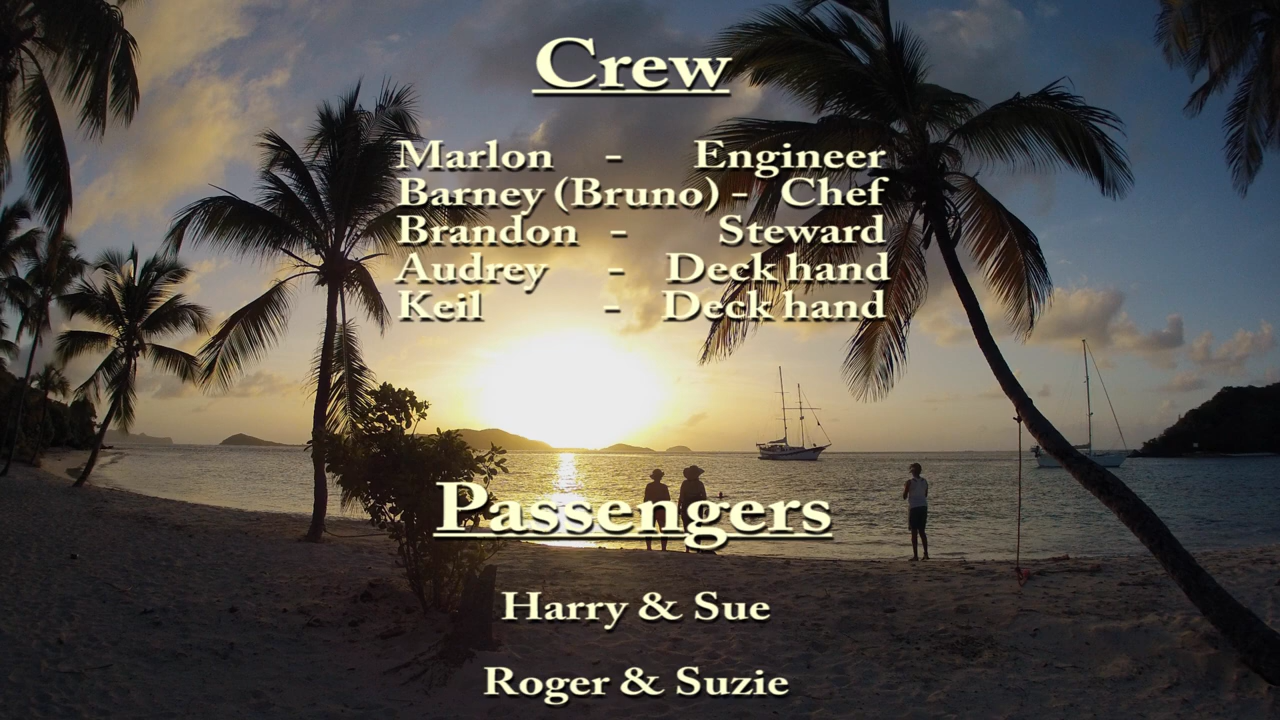 Crew
Marlon - Engineer
Barney (Bruno) - Chef
Brandon - Steward
Audrey - Deck hand
Keil - Deck hand
Passengers
Harry & Sue
Roger & Suzie